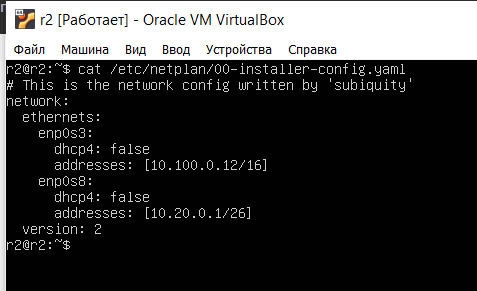 r2 [Работает] - Oracle VM VirtualBox
Файл Машина Вид Ввод Устройства Справка
r2@r2:~$ cat /etc/netplan/00-installer-config.yaml
# This is the network config written by 'subiquity'
network:
  ethernets:
    enp0s3:
      dhcp4: false
      addresses: [10.100.0.12/16]
    enp0s8:
      dhcp4: false
      addresses: [10.20.0.1/26]
  version: 2
r2@r2:~$